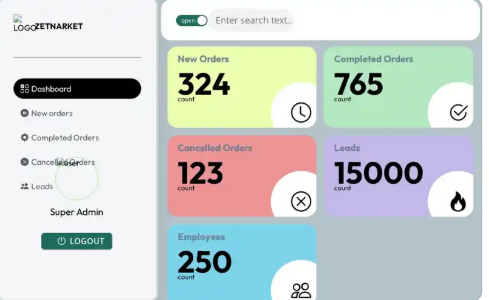 LOGO
ZETNARKET
Dashboard
New orders
Completed Orders
Cancelled Orders
user
Leads
Super Admin
LOGOUT
open
Enter search text..
New Orders
324
count
Completed Orders
765
count
Cancelled Orders
123
count
Leads
15000
count
Employees
250
count